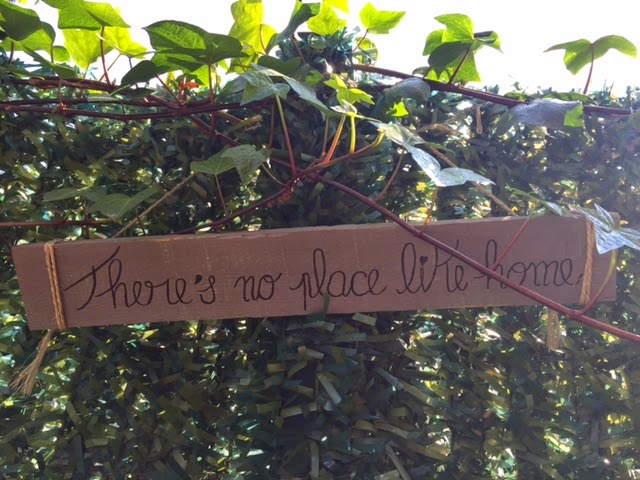 There's no place like home.